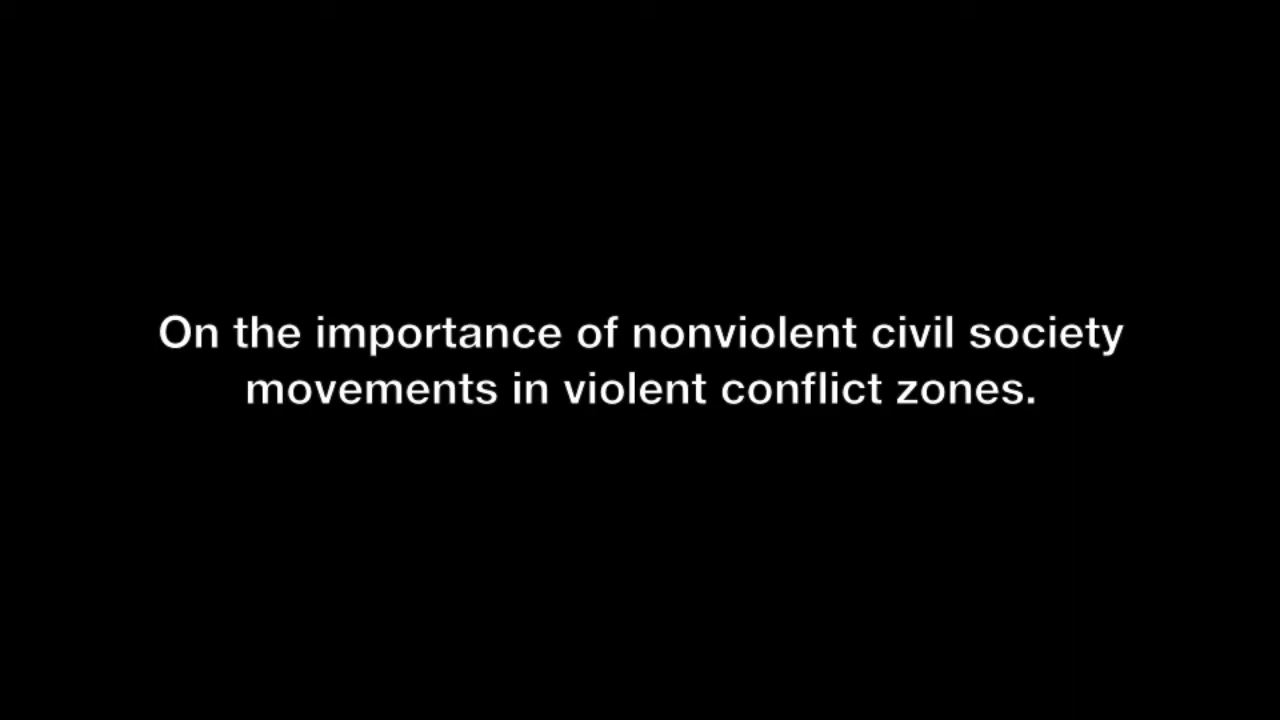 On the importance of nonviolent civil society
movements in violent conflict zones.